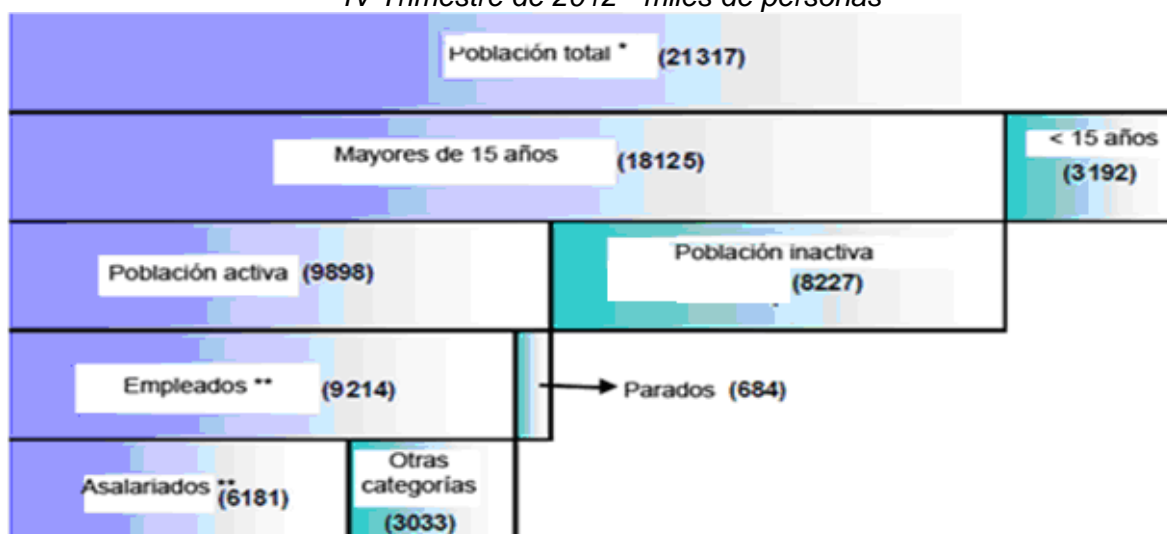 IV Trimestre de 2012 miles de personas
Población total * (21317)
Mayores de 15 años (18125)
< 15 años
(3192)
Población activa (9898)
Población inactiva
(8227)
Empleados ** (9214)
Parados (684)
Asalariados ** (6181)
Otras
categorías
(3033)